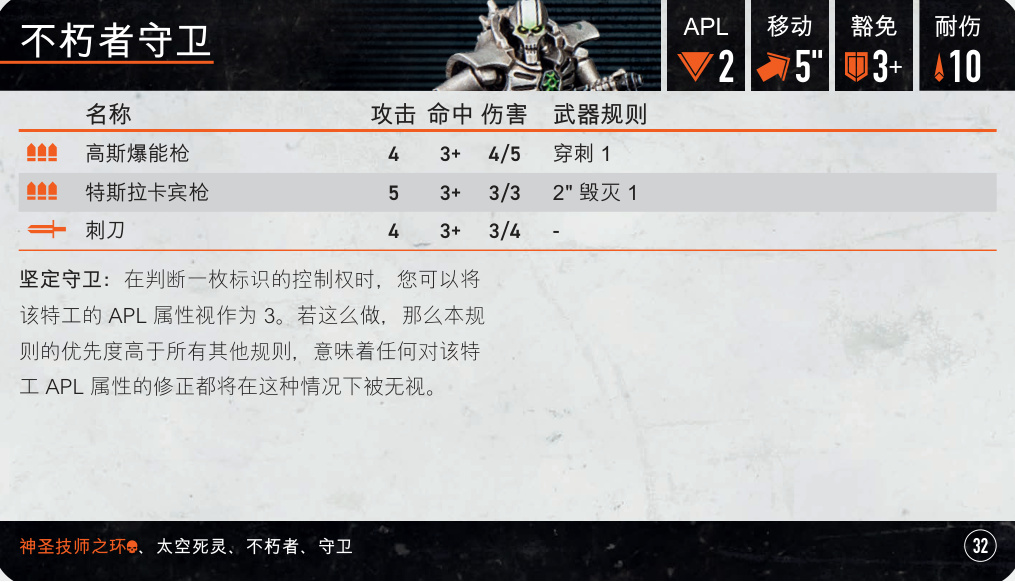 不朽者守卫
APL 移动 豁免 耐伤
2 5" 3+ 10
名称 攻击 命中 伤害 武器规则
高斯爆能枪 4 3+ 4/5 穿刺 1
特斯拉卡宾枪 5 3+ 3/3 2" 毁灭 1
刺刀 4 3+ 3/4 -
坚定守卫：在判断一枚标识的控制权时，您可以将
该特工的 APL 属性视作为 3。若这么做，那么本规
则的优先度高于所有其他规则，意味着任何对该特
工 APL 属性的修正都将在这种情况下被无视。
神圣技师之环、太空死灵、不朽者、守卫
32